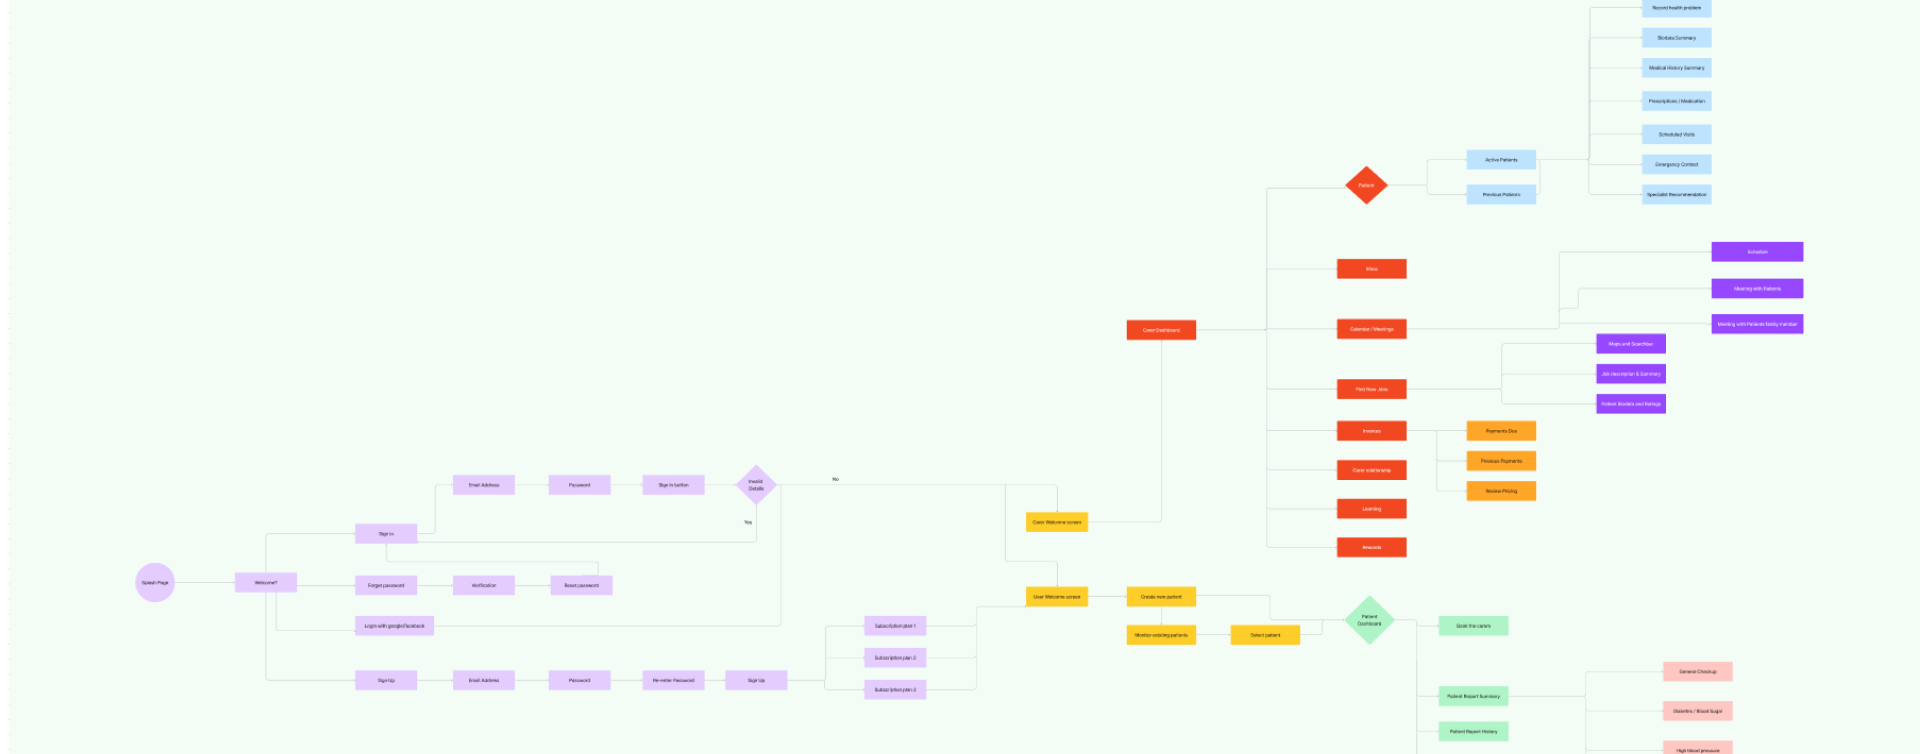 Record health problem
Biodata Summary
Medical History Summary
Prescriptions / Medication
Scheduled Visits
Emergency Contact
Specialist Recommendation
Active Patients
Previous Patients
Patient
Schedule
Meeting with Patients
Meeting with Patients family member
Inbox
Calendar / Meetings
Carer Dashboard
Maps and Searchbar
Job description & Summary
Patient Biodata and Ratings
Find New Jobs
Invoices
Payments Due
Previous Payments
Review Pricing
Carer relationship
Learning
Rewards
Email Address
Password
Sign In button
Invalid
Details
No
Yes
Carer Welcome screen
Sign In
Splash Page
Welcome?
Forget password
Verification
Reset password
Login with google/facebook
User Welcome screen
Create new patient
Monitor existing patients
Select patient
Patient
Dashboard
Subscription plan 1
Subscription plan 2
Subscription plan 3
Sign Up
Email Address
Password
Re-enter Password
Sign Up
Patient Report Summary
Patient Report History
General Checkup
Diabetes / Blood Sugar
High blood pressure